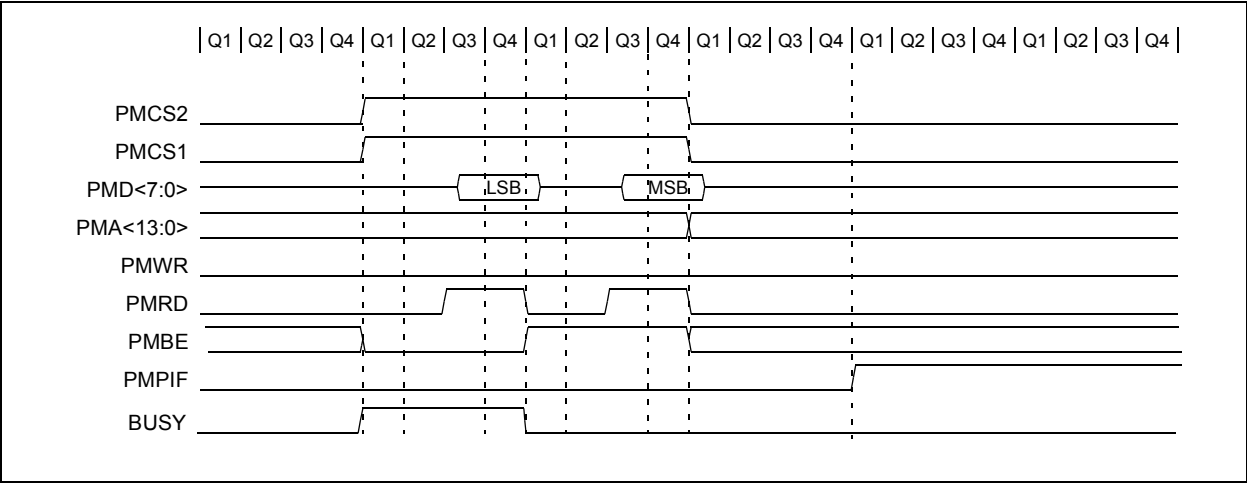 | Q1 | Q2 | Q3 | Q4 | Q1 | Q2 | Q3 | Q4 | Q1 | Q2 | Q3 | Q4 | Q1 | Q2 | Q3 | Q4 | Q1 | Q2 | Q3 | Q4 | Q1 | Q2 | Q3 | Q4 |
PMCS2
PMCS1
PMD<7:0> LSB MSB
PMA<13:0>
PMWR
PMRD
PMBE
PMPIF
BUSY